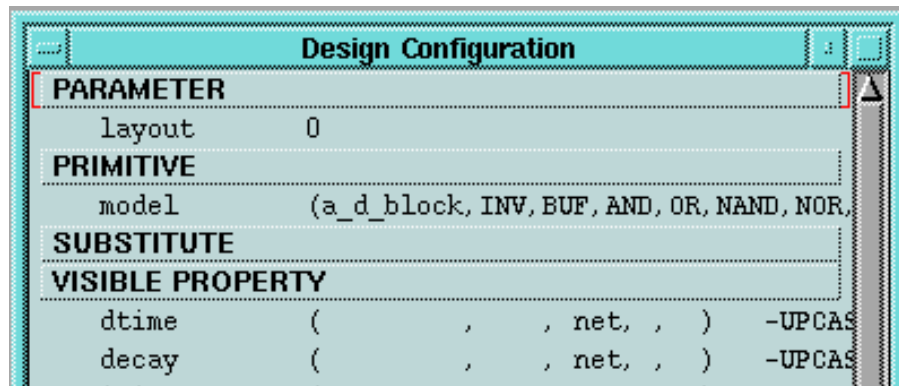 Design Configuration
PARAMETER
layout 0
PRIMITIVE
model (a_d_block, INV, BUF, AND, OR, NAND, NOR,
SUBSTITUTE
VISIBLE PROPERTY
dtime ( , , net, , ) -UPCAS
decay ( , , net, , ) -UPCAS